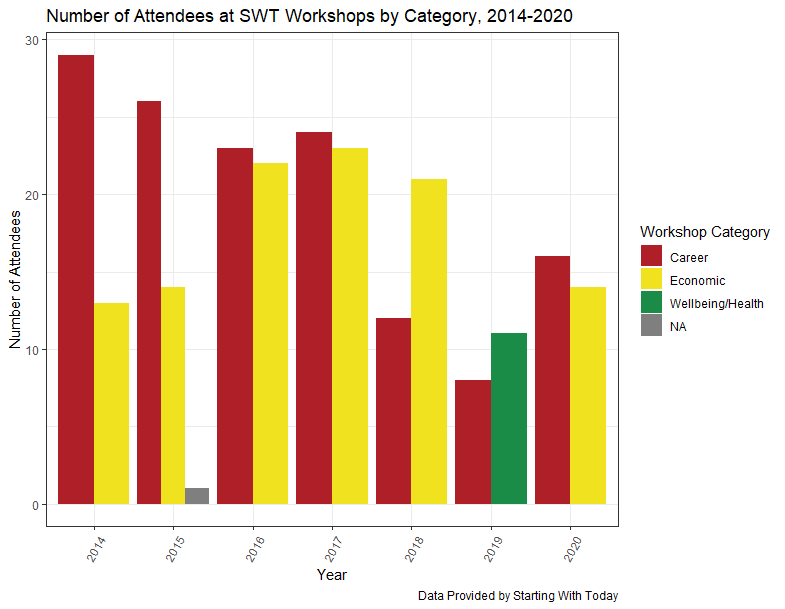 Number of Attendees at SWT Workshops by Category, 2014-2020
30
20
10
0
Number of Attendees
2014
2015
2016
2017
2018
2019
2020
Year
Workshop Category
Career
Economic
Wellbeing/Health
NA
Data Provided by Starting With Today